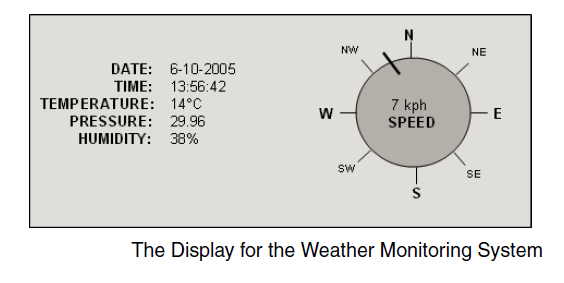 DATE: 6-10-2005
TIME: 13:56:42
TEMPERATURE: 14°C
PRESSURE: 29.96
HUMIDITY: 38%
N
NW
NE
W
7 kph
SPEED
E
SW
SE
S
The Display for the Weather Monitoring System